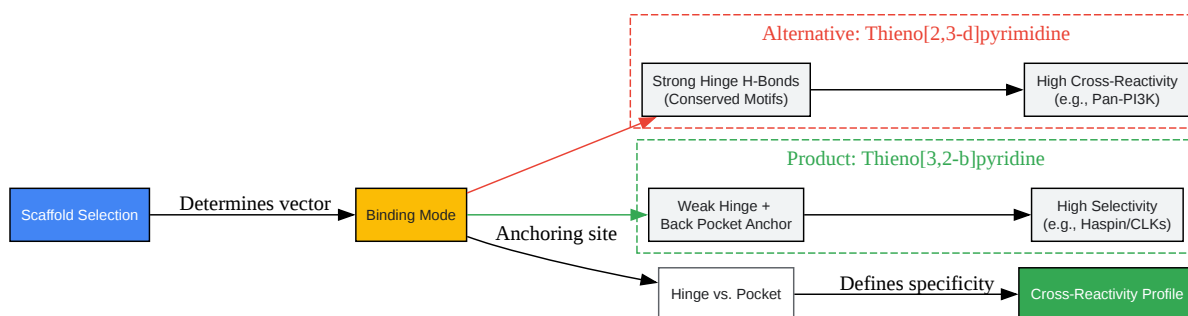 Alternative: Thieno[2,3-d]pyrimidine
Strong Hinge H-Bonds
(Conserved Motifs)
High Cross-Reactivity
(e.g., Pan-PI3K)
Product: Thieno[3,2-b]pyridine
Scaffold Selection
Determines vector
Binding Mode
Weak Hinge +
Back Pocket Anchor
High Selectivity
(e.g., Haspin/CLKs)
Anchoring site
Hinge vs. Pocket
Defines specificity
Cross-Reactivity Profile